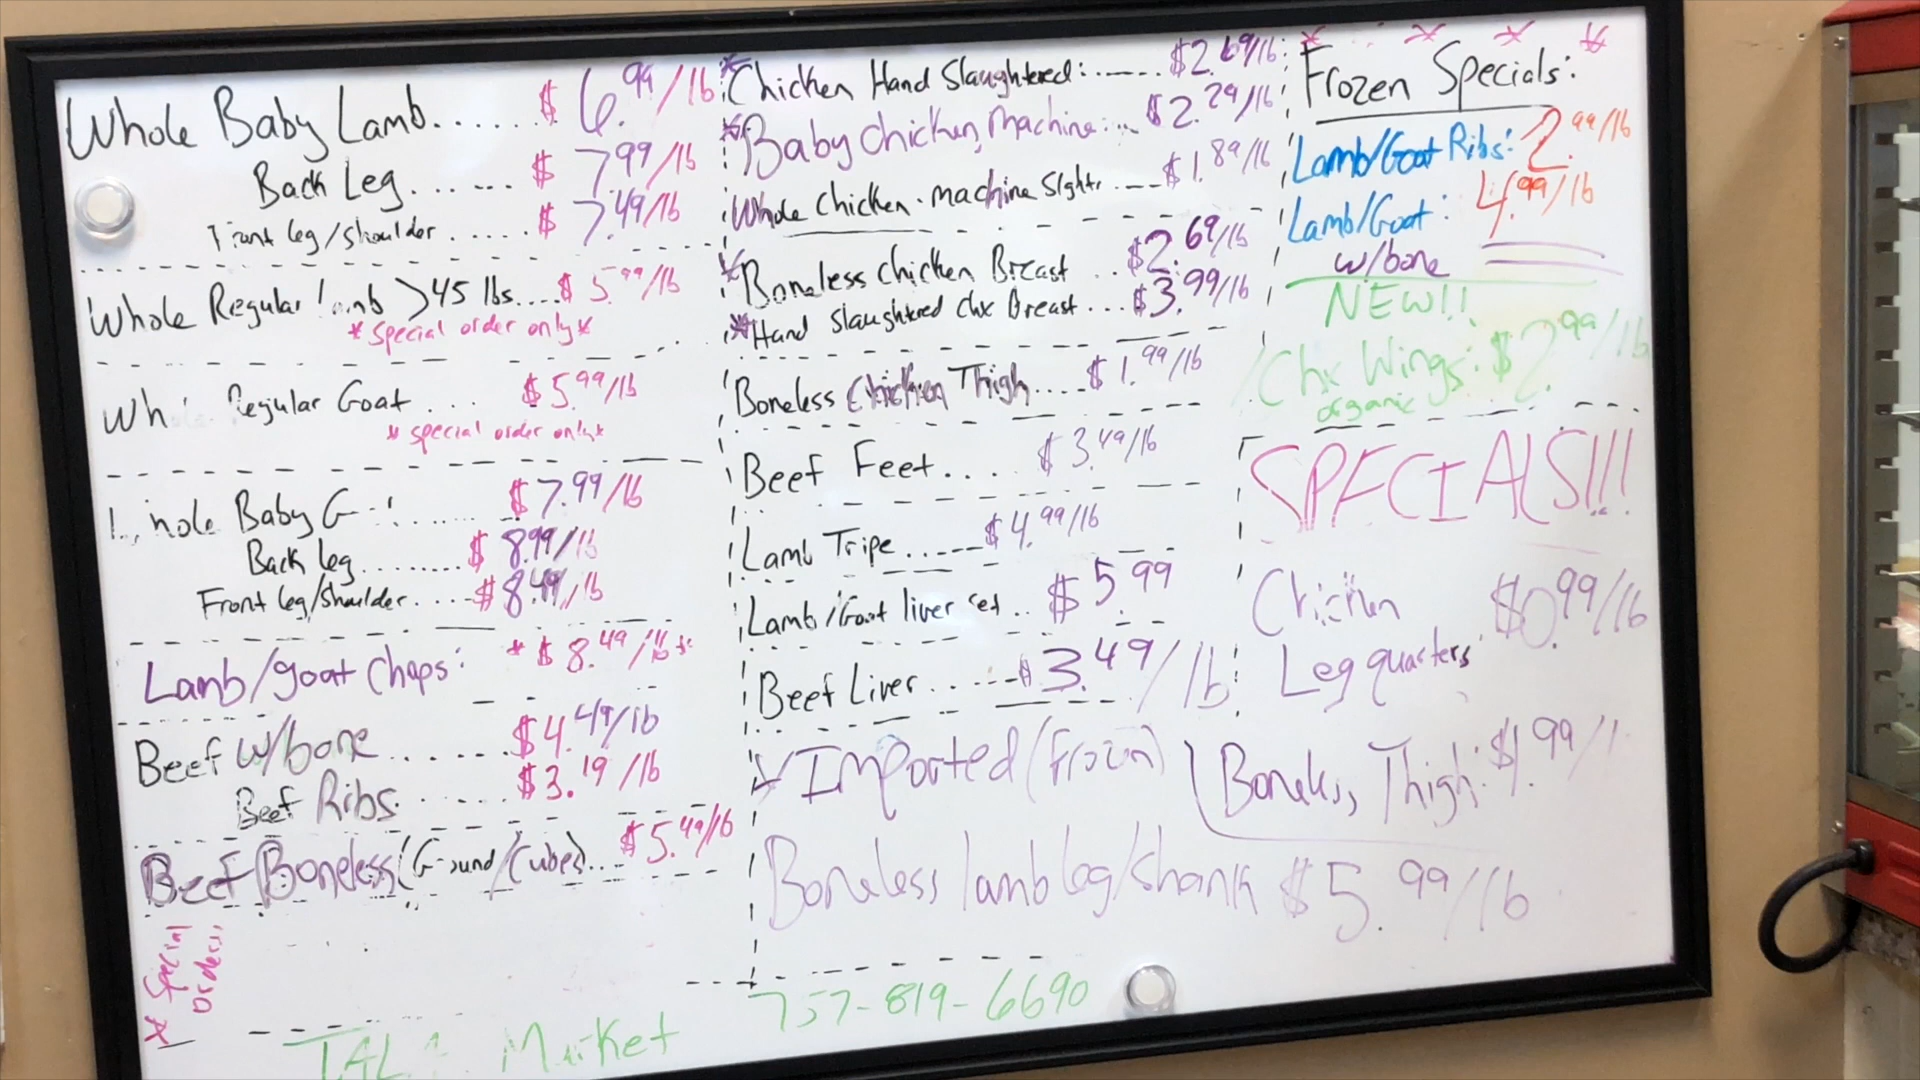 Whole Baby Lamb...... $6.99/lb
Back Leg...... $7.99/lb
Front leg/shoulder..... $7.49/lb
Whole Regular Lamb >45 lbs.... $5.99/lb
*special order only*
Regular Goat ... $5.99/lb
*special order only*
Whole Baby G...... $7.99/lb
Back leg........ $8.99/lb
Front leg/shoulder..... $8.49/lb
Lamb/goat chops: *$8.49/lb*
Beef w/bone..... $4.49/lb
Beef Ribs...... $3.19/lb
Beef Boneless (Ground/Cubes)... $5.49/lb
* Special
Orders
TALA Market
*Chicken Hand Slaughtered:...... $2.69/lb
*Baby chicken, machine:... $2.29/lb
Whole chicken. machine Slghtr .... $1.89/lb
*Boneless chicken Breast .. $2.69/lb
*Hand slaughtered chx Breast ... $3.99/lb
Boneless Chicken Thigh..... $1.99/lb
Beef Feet.... $3.49/lb
Lamb Tripe...... $4.99/lb
Lamb/Goat liver set.. $5.99
Beef Liver....... $3.49/lb
*Imported (Frozen)
Boneless lamb leg/shank $5.99/lb
757-819-6690
* * * *
Frozen Specials:
Lamb/Goat Ribs: 2.99/lb
Lamb/Goat: 4.99/lb
w/bone
NEW!!
Chx Wings: $2.99/lb
organic
SPECIALS!!!
Chicken $0.99/lb
Leg quarters
Boneless, Thigh: $1.99/l